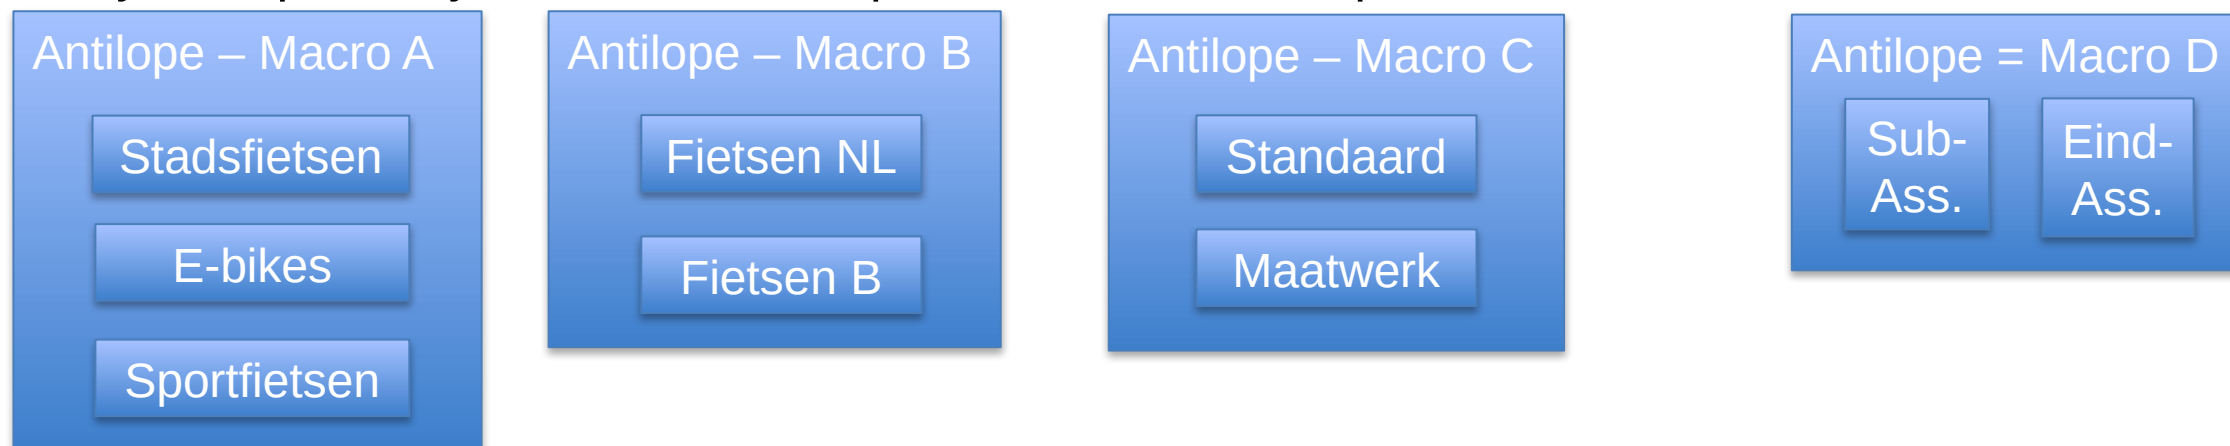 Antilope – Macro A
Stadsfietsen
E-bikes
Sportfietsen
Antilope – Macro B
Fietsen NL
Fietsen B
Antilope – Macro C
Standaard
Maatwerk
Antilope = Macro D
Sub-
Ass.
Eind-
Ass.